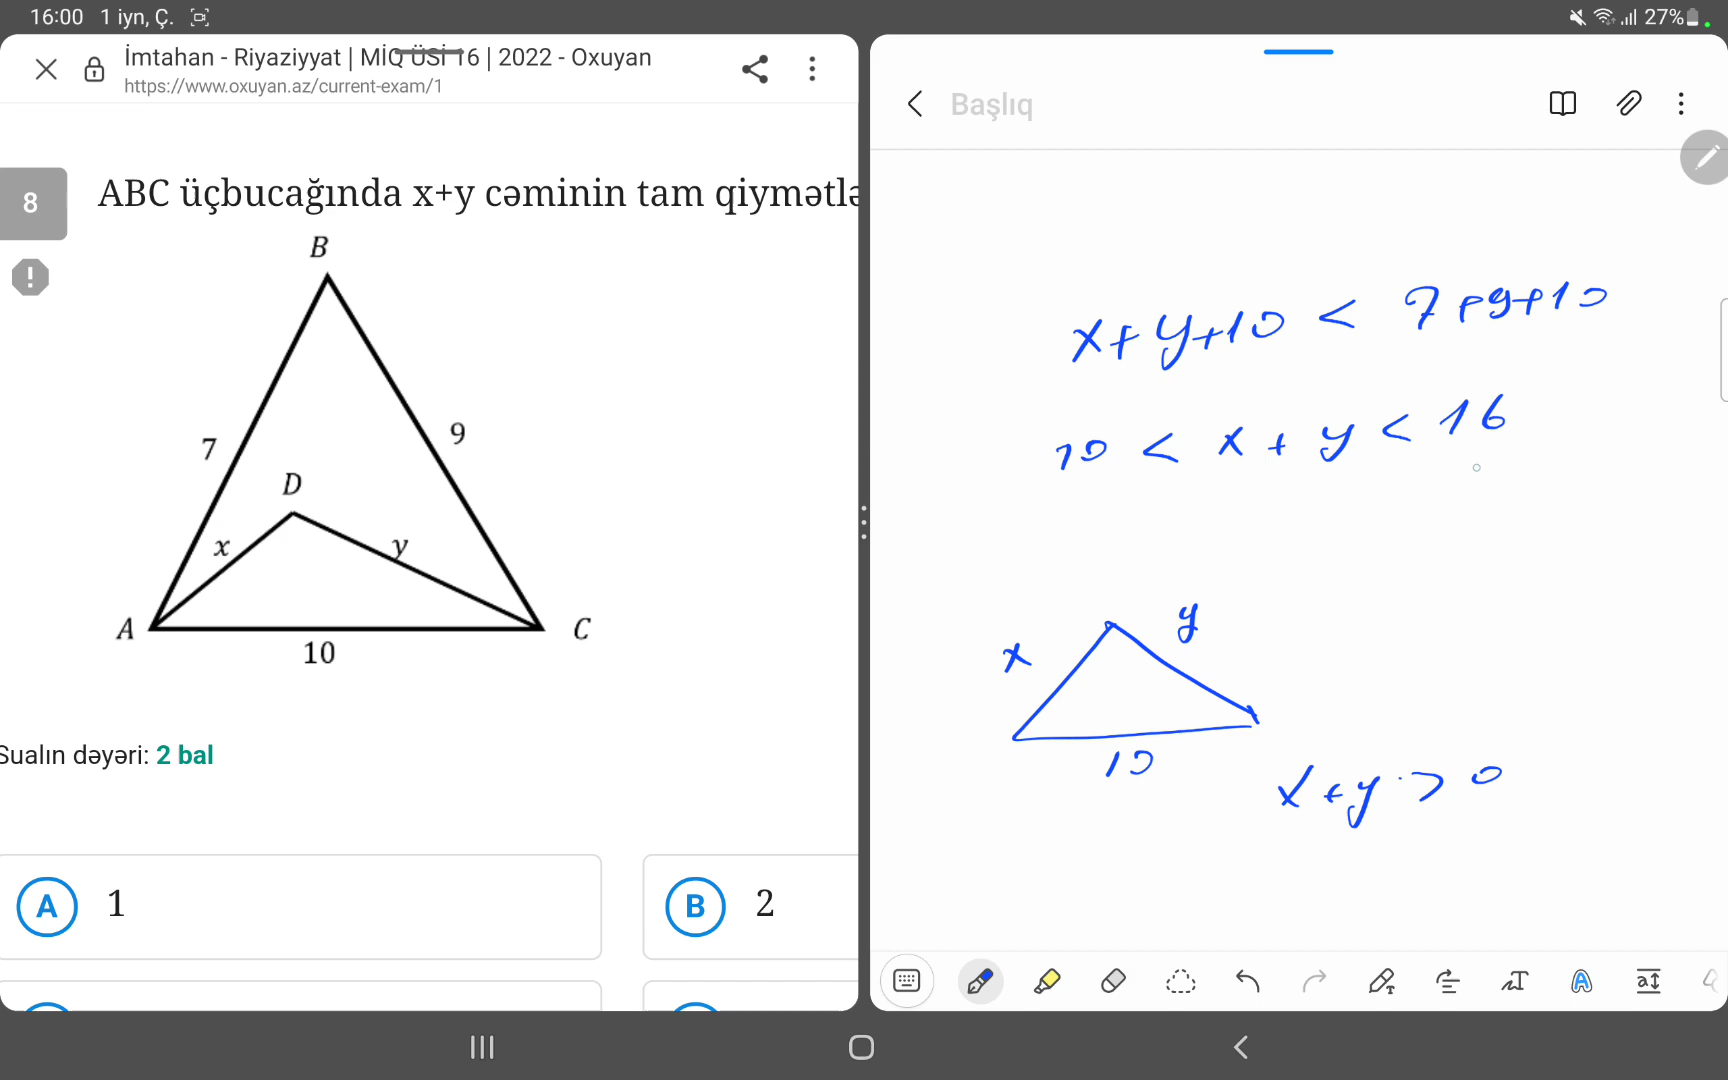 16:00 1 iyn, Ç.
27%
İmtahan - Riyaziyyat | MİQ ÜSİ 16 | 2022 - Oxuyan
https://www.oxuyan.az/current-exam/1
8
ABC üçbucağında x+y cəminin tam qiymətlə
B
7
9
D
x
y
A
C
10
Sualın dəyəri: 2 bal
A 1
B 2
Başlıq
x+y+10 < 7+9+10
10 < x + y < 16
x
y
10
x+y > 0